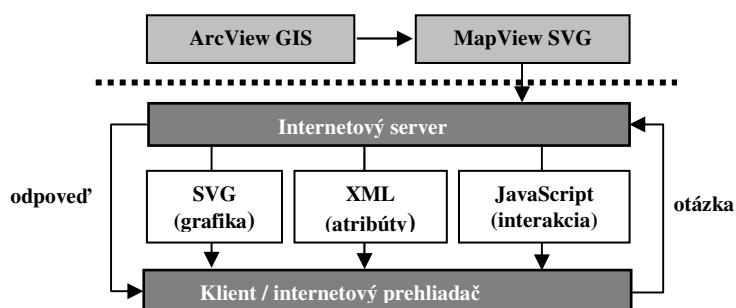 ArcView GIS
MapView SVG
Internetový server
odpoveď
SVG
(grafika)
XML
(atribúty)
JavaScript
(interakcia)
otázka
Klient / internetový prehliadač